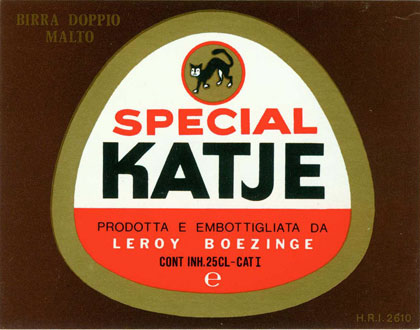 BIRRA DOPPIO
MALTO
SPECIAL
KATJE
PRODOTTA E EMBOTTIGLIATA DA
LEROY BOEZINGE
CONT INH. 25CL-CAT I
e
H.R.I. 2610